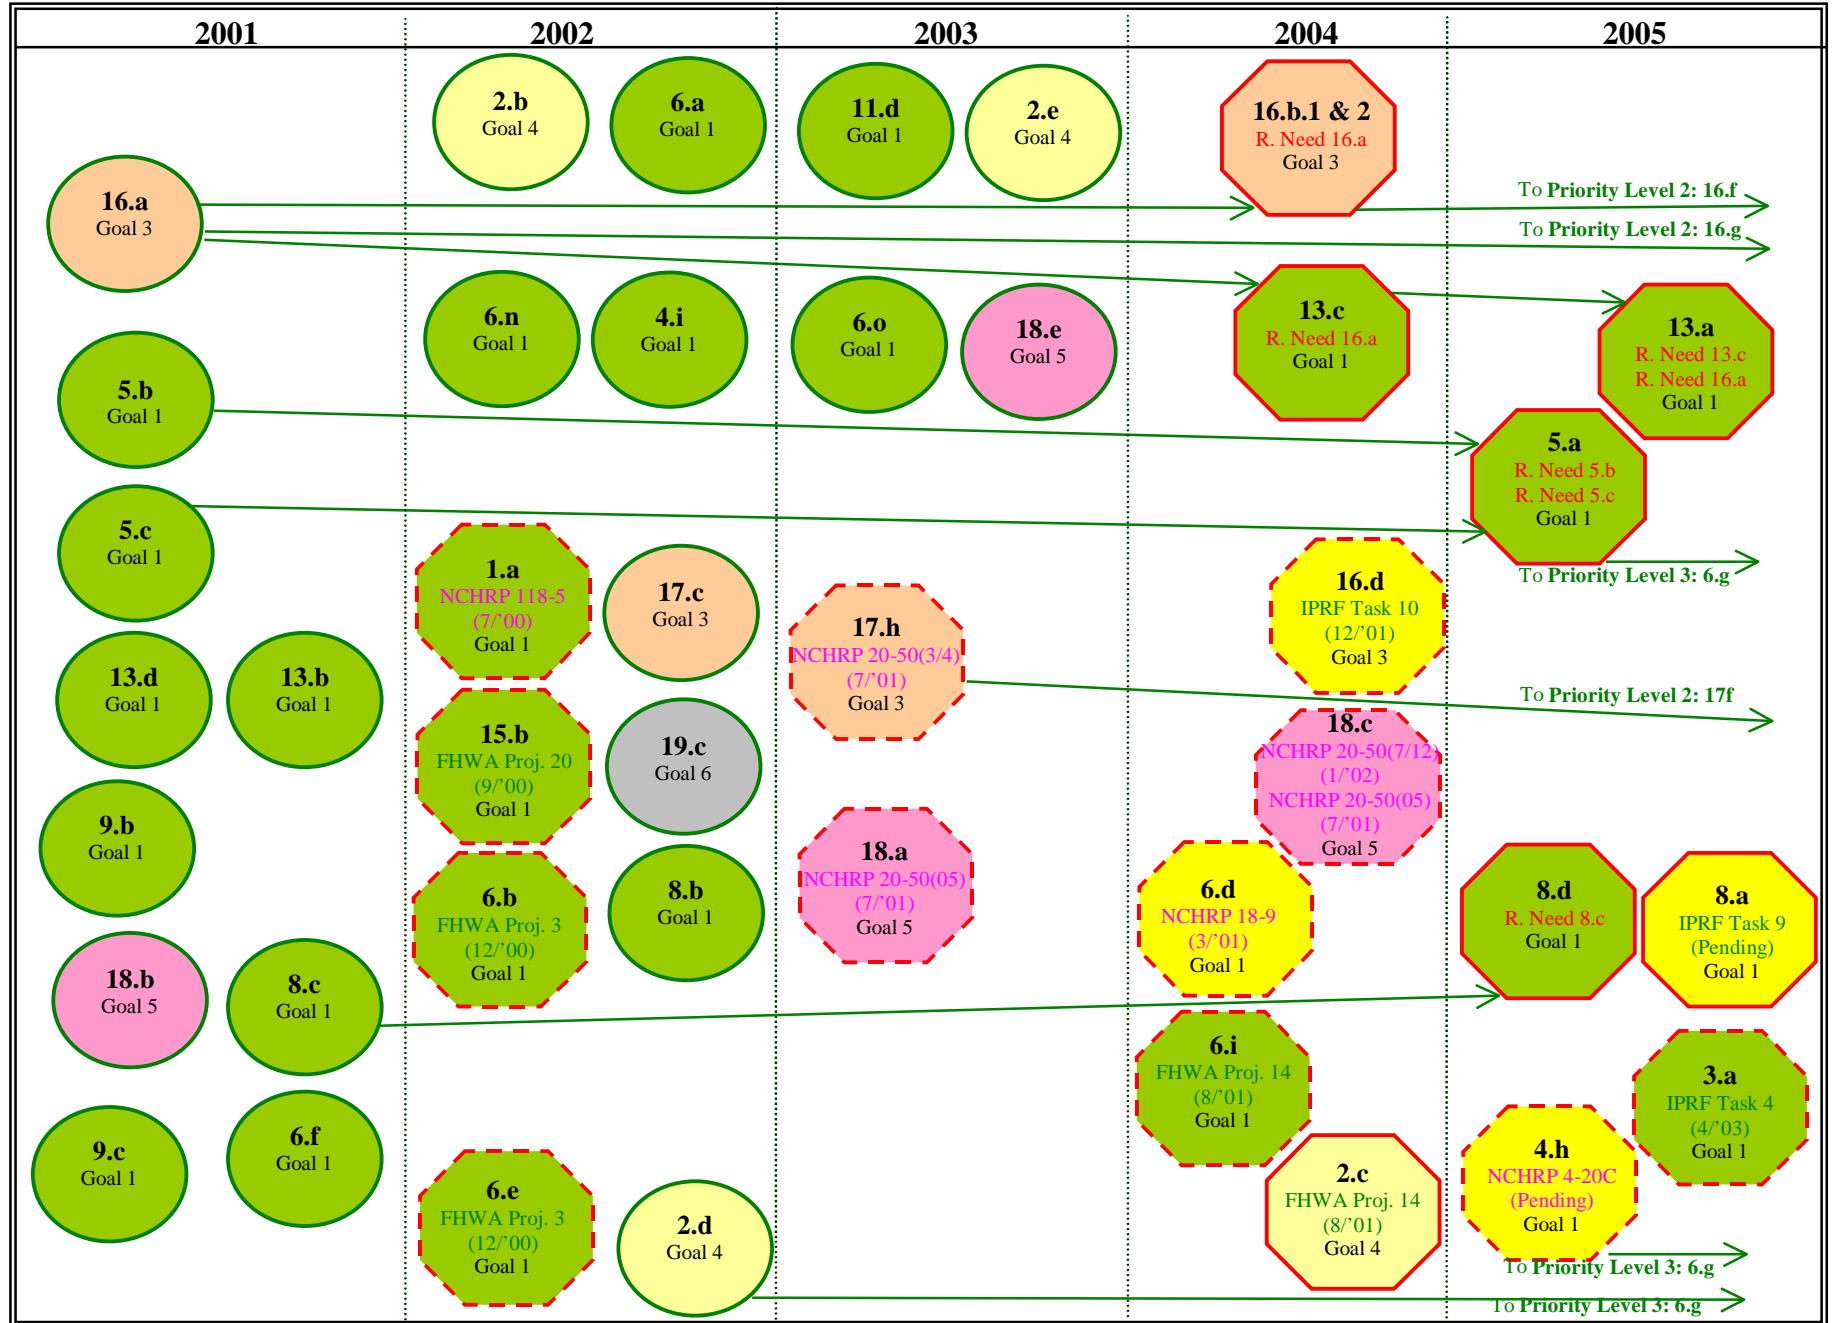 2001
2002
2003
2004
2005
16.a
Goal 3
5.b
Goal 1
5.c
Goal 1
13.d
Goal 1
13.b
Goal 1
9.b
Goal 1
18.b
Goal 5
8.c
Goal 1
9.c
Goal 1
6.f
Goal 1
2.b
Goal 4
6.a
Goal 1
6.n
Goal 1
4.i
Goal 1
1.a
NCHRP 118-5
(7/'00)
Goal 1
17.c
Goal 3
15.b
FHWA Proj. 20
(9/'00)
Goal 1
19.c
Goal 6
6.b
FHWA Proj. 3
(12/'00)
Goal 1
8.b
Goal 1
6.e
FHWA Proj. 3
(12/'00)
Goal 1
2.d
Goal 4
11.d
Goal 1
2.e
Goal 4
6.o
Goal 1
18.e
Goal 5
17.h
NCHRP 20-50(3/4)
(7/'01)
Goal 3
18.a
NCHRP 20-50(05)
(7/'01)
Goal 5
16.b.1 & 2
R. Need 16.a
Goal 3
13.c
R. Need 16.a
Goal 1
16.d
IPRF Task 10
(12/'01)
Goal 3
18.c
NCHRP 20-50(7/12)
(1/'02)
NCHRP 20-50(05)
(7/'01)
Goal 5
6.d
NCHRP 18-9
(3/'01)
Goal 1
6.i
FHWA Proj. 14
(8/'01)
Goal 1
2.c
FHWA Proj. 14
(8/'01)
Goal 4
To Priority Level 2: 16.f
To Priority Level 2: 16.g
13.a
R. Need 13.c
R. Need 16.a
Goal 1
5.a
R. Need 5.b
R. Need 5.c
Goal 1
To Priority Level 3: 6.g
To Priority Level 2: 17f
8.d
R. Need 8.c
Goal 1
8.a
IPRF Task 9
(Pending)
Goal 1
3.a
IPRF Task 4
(4/'03)
Goal 1
4.h
NCHRP 4-20C
(Pending)
Goal 1
To Priority Level 3: 6.g
To Priority Level 3: 6.g